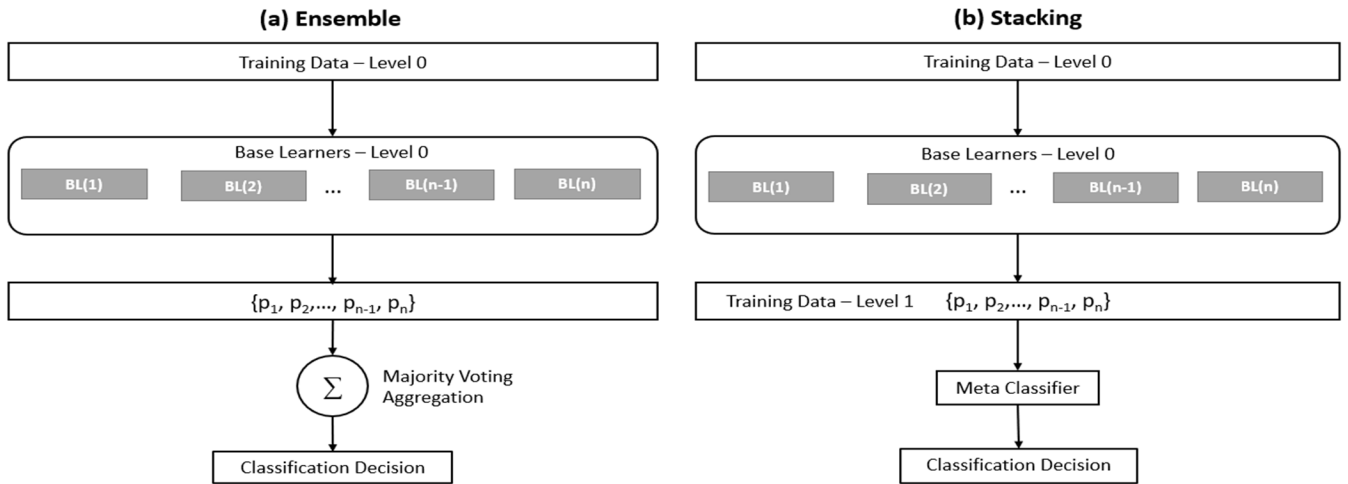 (a) Ensemble
Training Data – Level 0
Base Learners – Level 0
BL(1) BL(2) ... BL(n-1) BL(n)
{p1, p2,..., pn-1, pn}
Σ
Majority Voting
Aggregation
Classification Decision
(b) Stacking
Training Data – Level 0
Base Learners – Level 0
BL(1) BL(2) ... BL(n-1) BL(n)
Training Data – Level 1 {p1, p2,..., pn-1, pn}
Meta Classifier
Classification Decision